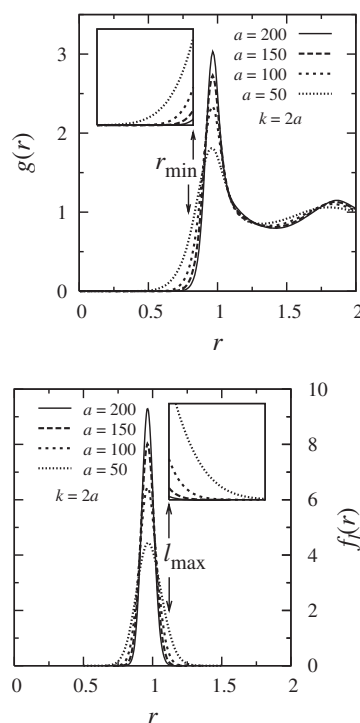 3
2
1
0
g(r)
a = 200
a = 150
a = 100
a = 50
k = 2a
r_min
0 0.5 1 1.5 2
r
10
8
6
4
2
0
f_l(r)
a = 200
a = 150
a = 100
a = 50
k = 2a
l_max
0 0.5 1 1.5 2
r